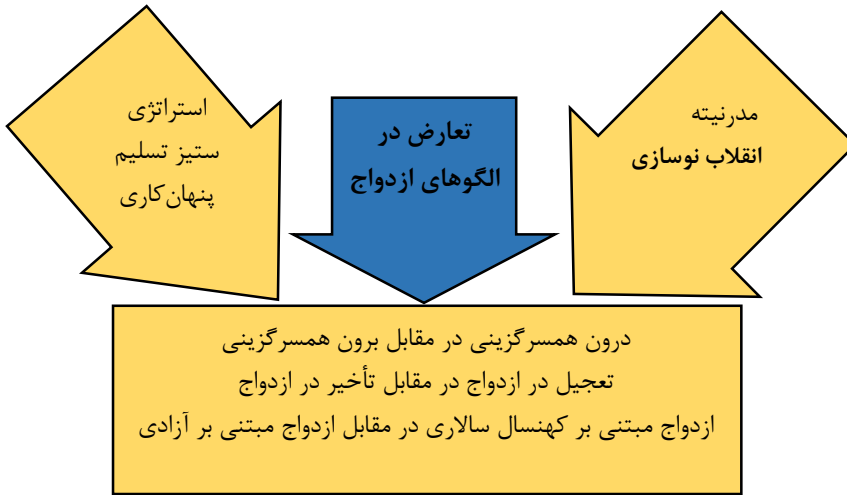 مدرنیته
انقلاب نوسازی
تعارض در
الگوهای ازدواج
استراتژی
ستیز تسلیم
پنهان‌کاری
درون همسرگزینی در مقابل برون همسرگزینی
تعجیل در ازدواج در مقابل تأخیر در ازدواج
ازدواج مبتنی بر کهنسال سالاری در مقابل ازدواج مبتنی بر آزادی